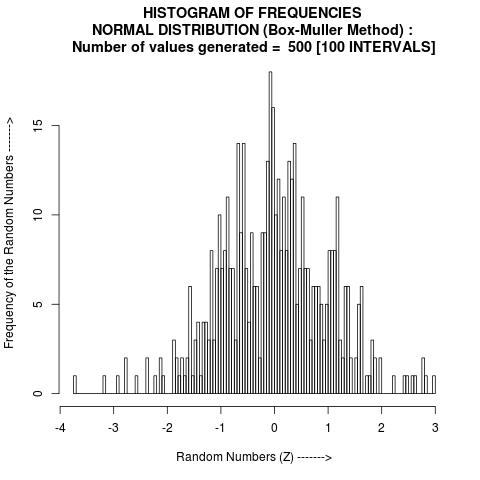 HISTOGRAM OF FREQUENCIES
NORMAL DISTRIBUTION (Box-Muller Method) :
Number of values generated =  500 [100 INTERVALS]
Frequency of the Random Numbers ------->
15
10
5
0
-4 -3 -2 -1 0 1 2 3
Random Numbers (Z) ------->